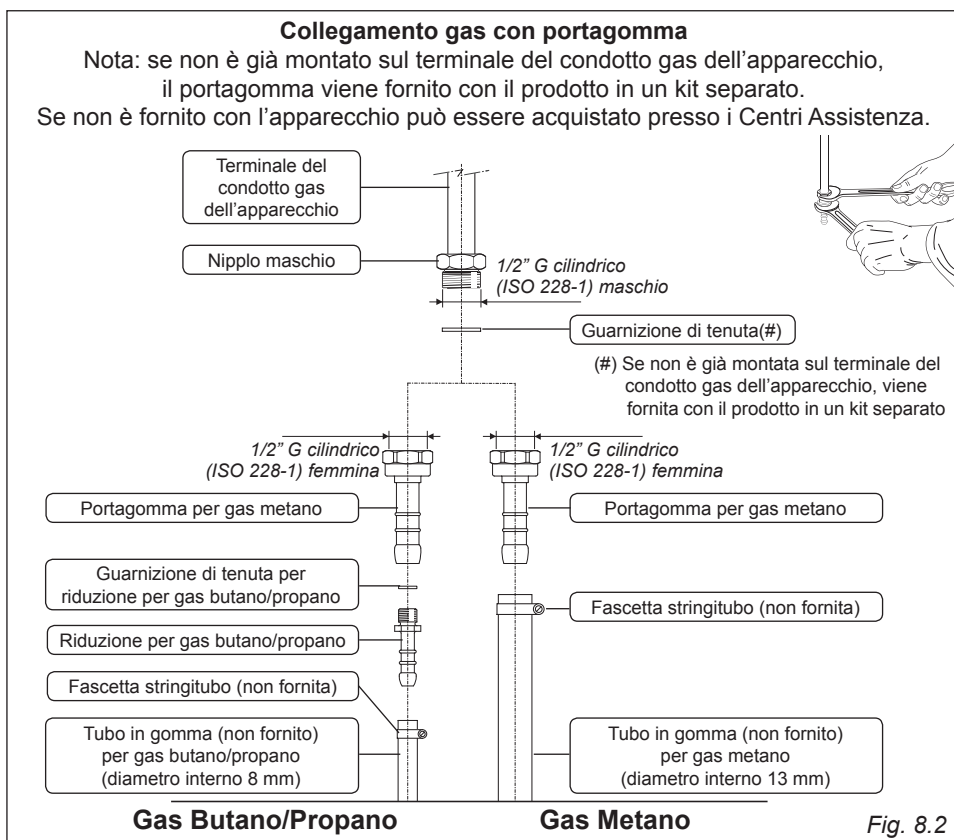 Collegamento gas con portagomma
Nota: se non è già montato sul terminale del condotto gas dell’apparecchio,
il portagomma viene fornito con il prodotto in un kit separato.
Se non è fornito con l’apparecchio può essere acquistato presso i Centri Assistenza.
Terminale del
condotto gas
dell’apparecchio
Nipplo maschio
1/2” G cilindrico
(ISO 228-1) maschio
Guarnizione di tenuta(#)
(#) Se non è già montata sul terminale del
condotto gas dell’apparecchio, viene
fornita con il prodotto in un kit separato
1/2” G cilindrico
(ISO 228-1) femmina
1/2” G cilindrico
(ISO 228-1) femmina
Portagomma per gas metano
Portagomma per gas metano
Guarnizione di tenuta per
riduzione per gas butano/propano
Fascetta stringitubo (non fornita)
Riduzione per gas butano/propano
Fascetta stringitubo (non fornita)
Tubo in gomma (non fornito)
per gas butano/propano
(diametro interno 8 mm)
Tubo in gomma (non fornito)
per gas metano
(diametro interno 13 mm)
Gas Butano/Propano
Gas Metano
Fig. 8.2